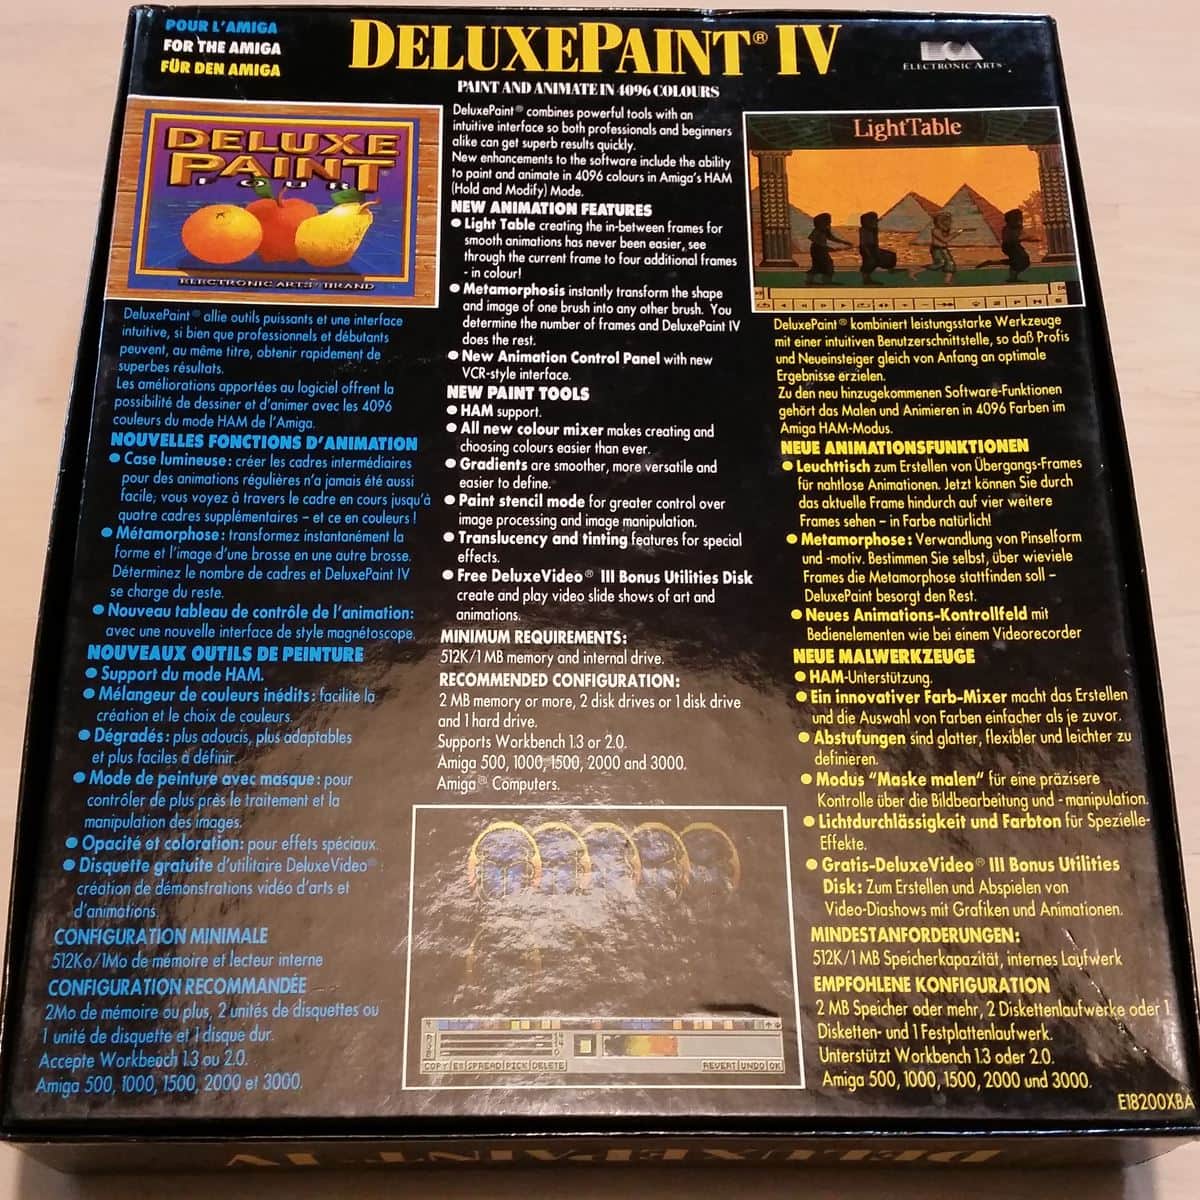 POUR L'AMIGA
FOR THE AMIGA
FÜR DEN AMIGA
DELUXEPAINT® IV
ELECTRONIC ARTS™
PAINT AND ANIMATE IN 4096 COLOURS
DELUXE
PAINT
FOUR
ELECTRONIC ARTS® BRAND
DeluxePaint® allie outils puissants et une interface
intuitive, si bien que professionnels et débutants
peuvent, au même titre, obtenir rapidement de
superbes résultats.
Les améliorations apportées au logiciel offrent la
possibilité de dessiner et d'animer avec les 4096
couleurs du mode HAM de l'Amiga.
NOUVELLES FONCTIONS D'ANIMATION
● Case lumineuse: créer les cadres intermédiaires
pour des animations régulières n'a jamais été aussi
facile; vous voyez à travers le cadre en cours jusqu'à
quatre cadres supplémentaires – et ce en couleurs !
● Métamorphose: transformez instantanément la
forme et l'image d'une brosse en une autre brosse.
Déterminez le nombre de cadres et DeluxePaint IV
se charge du reste.
● Nouveau tableau de contrôle de l'animation:
avec une nouvelle interface de style magnétoscope.
NOUVEAUX OUTILS DE PEINTURE
● Support du mode HAM.
● Mélangeur de couleurs inédits: facilite la
création et le choix de couleurs.
● Dégradés: plus adoucis, plus adaptables
et plus faciles à définir.
● Mode de peinture avec masque: pour
contrôler de plus près le traitement et la
manipulation des images.
● Opacité et coloration: pour effets spéciaux.
● Disquette gratuite d'utilitaire DeluxeVideo®:
création de démonstrations vidéo d'arts et
d'animations.
CONFIGURATION MINIMALE
512Ko/1Mo de mémoire et lecteur interne
CONFIGURATION RECOMMANDÉE
2Mo de mémoire ou plus, 2 unités de disquettes ou
1 unité de disquette et 1 disque dur.
Accepte Workbench 1.3 ou 2.0.
Amiga 500, 1000, 1500, 2000 et 3000.
DeluxePaint® combines powerful tools with an
intuitive interface so both professionals and beginners
alike can get superb results quickly.
New enhancements to the software include the ability
to paint and animate in 4096 colours in Amiga's HAM
(Hold and Modify) Mode.
NEW ANIMATION FEATURES
● Light Table creating the in-between frames for
smooth animations has never been easier, see
through the current frame to four additional frames
- in colour!
● Metamorphosis instantly transform the shape
and image of one brush into any other brush. You
determine the number of frames and DeluxePaint IV
does the rest.
● New Animation Control Panel with new
VCR-style interface.
NEW PAINT TOOLS
● HAM support.
● All new colour mixer makes creating and
choosing colours easier than ever.
● Gradients are smoother, more versatile and
easier to define.
● Paint stencil mode for greater control over
image processing and image manipulation.
● Translucency and tinting features for special
effects.
● Free DeluxeVideo® III Bonus Utilities Disk
create and play video slide shows of art and
animations.
MINIMUM REQUIREMENTS:
512K/1 MB memory and internal drive.
RECOMMENDED CONFIGURATION:
2 MB memory or more, 2 disk drives or 1 disk drive
and 1 hard drive.
Supports Workbench 1.3 or 2.0.
Amiga 500, 1000, 1500, 2000 and 3000.
Amiga® Computers.
COPY EX SPREAD PICK DELETE
REVERT UNDO OK
LightTable
DeluxePaint® kombiniert leistungsstarke Werkzeuge
mit einer intuitiven Benutzerschnittstelle, so daß Profis
und Neueinsteiger gleich von Anfang an optimale
Ergebnisse erzielen.
Zu den neu hinzugekommenen Software-Funktionen
gehört das Malen und Animieren in 4096 Farben im
Amiga HAM-Modus.
NEUE ANIMATIONSFUNKTIONEN
● Leuchttisch zum Erstellen von Übergangs-Frames
für nahtlose Animationen. Jetzt können Sie durch
das aktuelle Frame hindurch auf vier weitere
Frames sehen – in Farbe natürlich!
● Metamorphose: Verwandlung von Pinselform
und -motiv. Bestimmen Sie selbst, über wieviele
Frames die Metamorphose stattfinden soll –
DeluxePaint besorgt den Rest.
● Neues Animations-Kontrollfeld mit
Bedienelementen wie bei einem Videorecorder
NEUE MALWERKZEUGE
● HAM-Unterstützung.
● Ein innovativer Farb-Mixer macht das Erstellen
und die Auswahl von Farben einfacher als je zuvor.
● Abstufungen sind glatter, flexibler und leichter zu
definieren.
● Modus "Maske malen" für eine präzisere
Kontrolle über die Bildbearbeitung und - manipulation.
● Lichtdurchlässigkeit und Farbton für Spezielle-
Effekte.
● Gratis-DeluxeVideo® III Bonus Utilities
Disk: Zum Erstellen und Abspielen von
Video-Diashows mit Grafiken und Animationen.
MINDESTANFORDERUNGEN:
512K/1 MB Speicherkapazität, internes Laufwerk
EMPFOHLENE KONFIGURATION
2 MB Speicher oder mehr, 2 Diskettenlaufwerke oder 1
Disketten- und 1 Festplattenlaufwerk.
Unterstützt Workbench 1.3 oder 2.0.
Amiga 500, 1000, 1500, 2000 und 3000.
E18200XBA
DELUXEPAINT IV